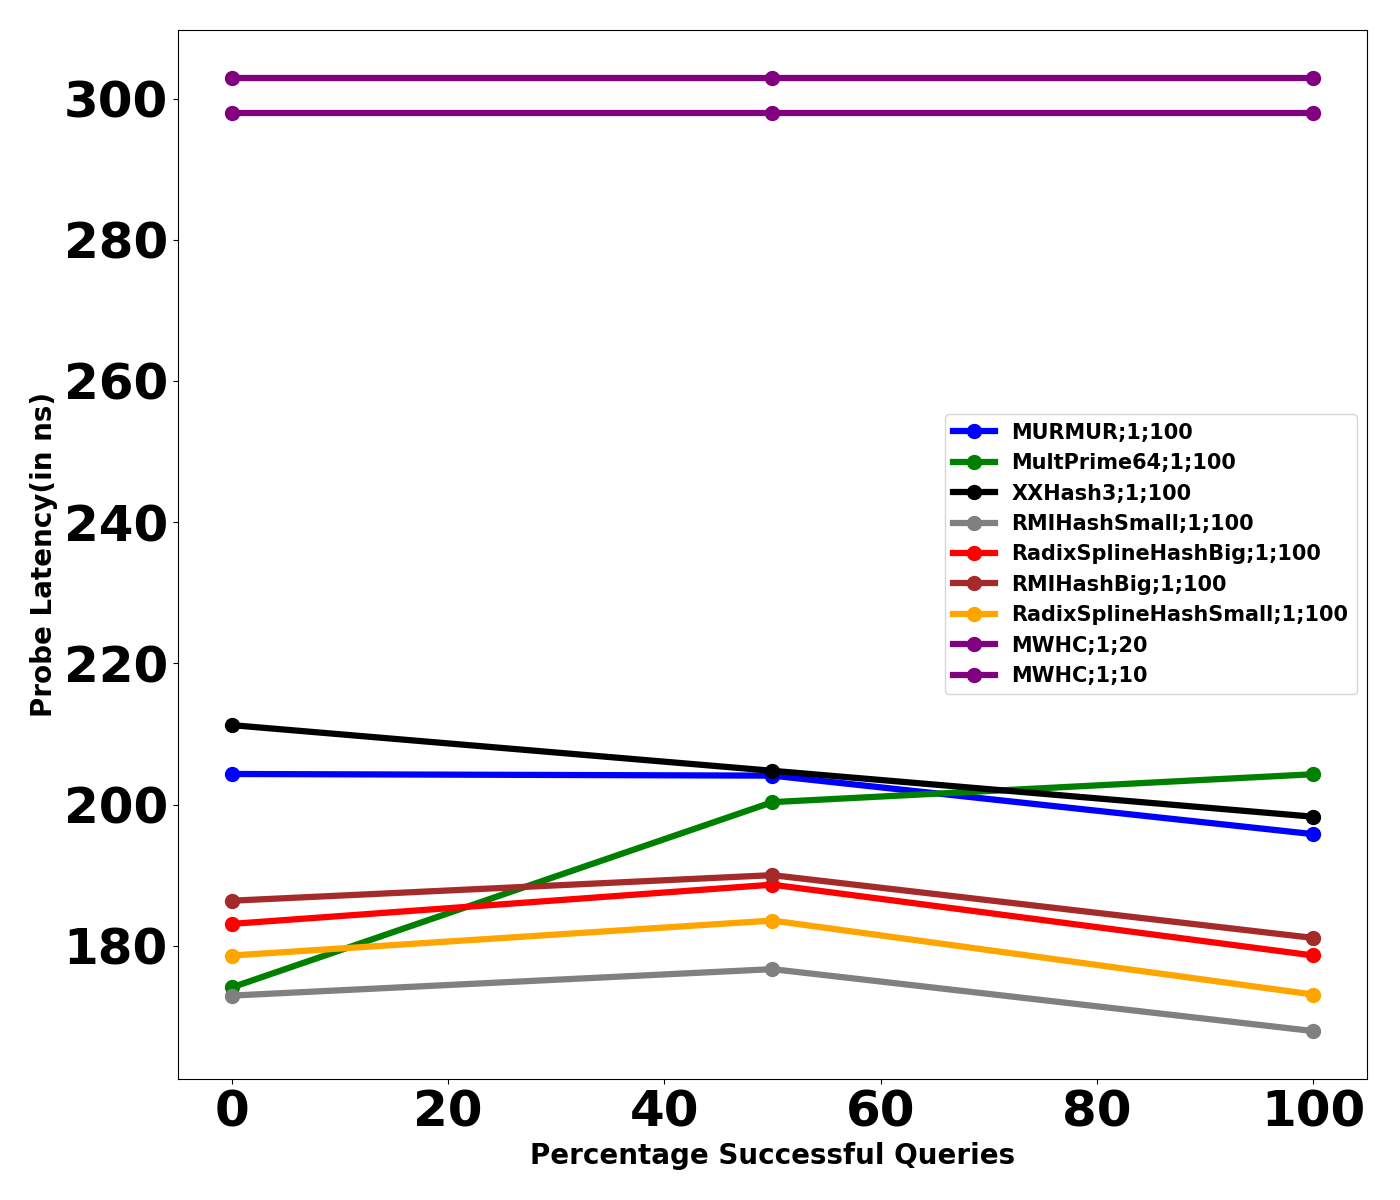 300
280
260
240
220
200
180
Probe Latency(in ns)
MURMUR;1;100
MultPrime64;1;100
XXHash3;1;100
RMIHashSmall;1;100
RadixSplineHashBig;1;100
RMIHashBig;1;100
RadixSplineHashSmall;1;100
MWHC;1;20
MWHC;1;10
0 20 40 60 80 100
Percentage Successful Queries